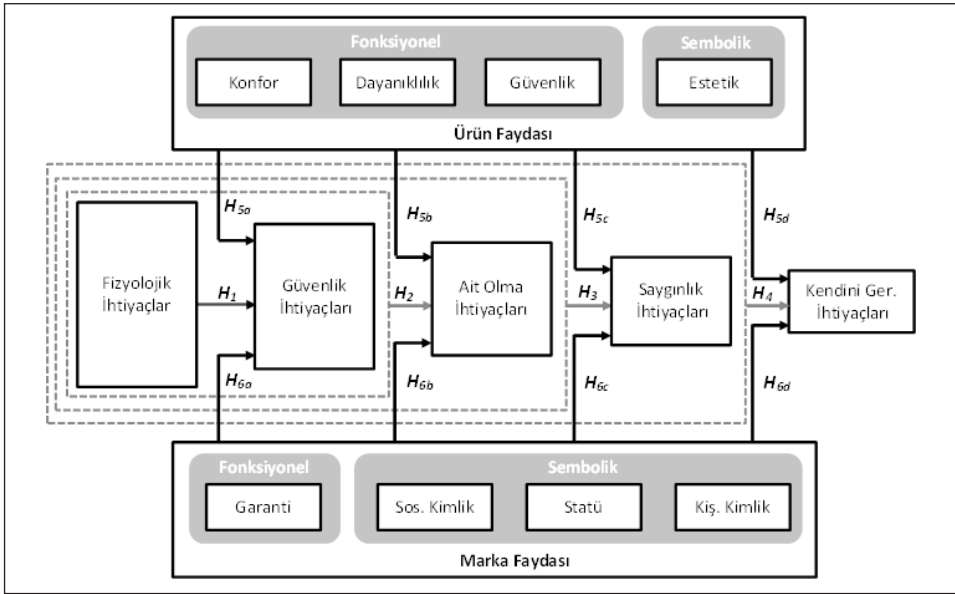 Fonksiyonel
Sembolik
Konfor
Dayanıklılık
Güvenlik
Estetik
Ürün Faydası
H5a
H5b
H5c
H5d
Fizyolojik
İhtiyaçlar
H1
Güvenlik
İhtiyaçları
H2
Ait Olma
İhtiyaçları
H3
Saygınlık
İhtiyaçları
H4
Kendini Ger.
İhtiyaçları
H6a
H6b
H6c
H6d
Fonksiyonel
Sembolik
Garanti
Sos. Kimlik
Statü
Kiş. Kimlik
Marka Faydası